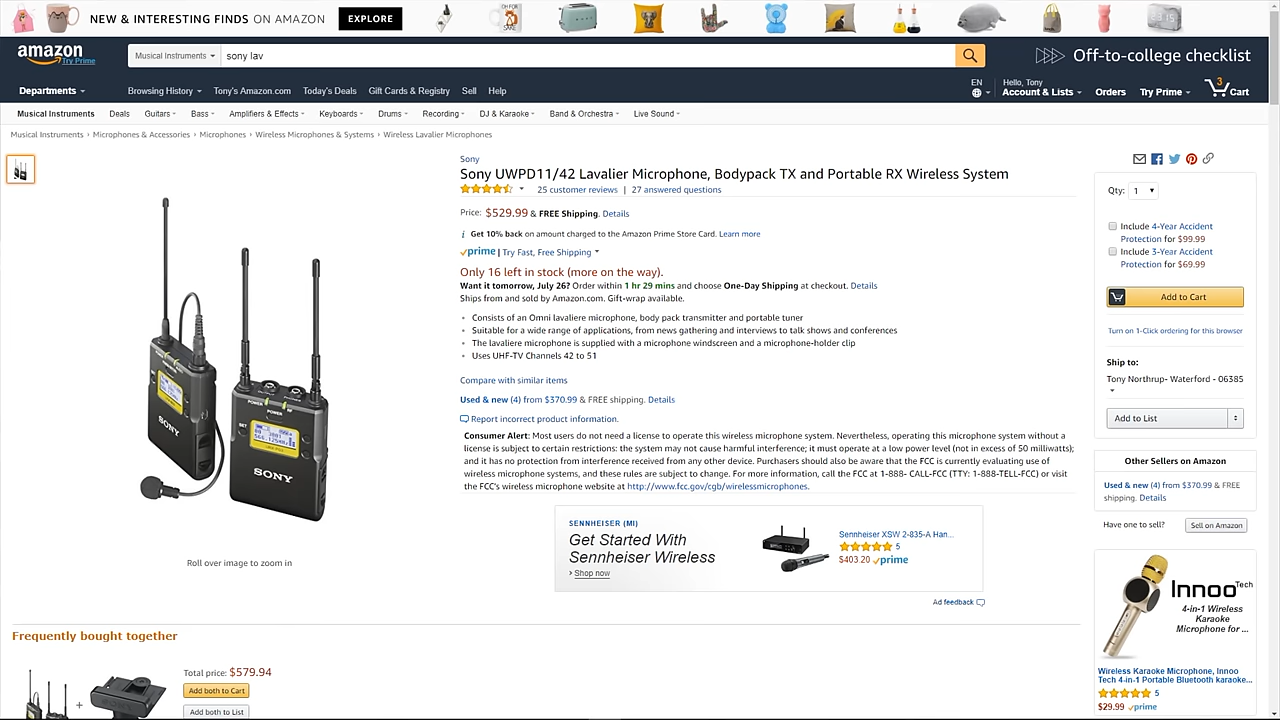 NEW & INTERESTING FINDS ON AMAZON
EXPLORE
amazon
Try Prime
Musical Instruments
sony lav
Off-to-college checklist
Departments
Browsing History
Tony's Amazon.com
Today's Deals
Gift Cards & Registry
Sell
Help
EN
Hello, Tony
Account & Lists
Orders
Try Prime
3
Cart
Musical Instruments
Deals
Guitars
Bass
Amplifiers & Effects
Keyboards
Drums
Recording
DJ & Karaoke
Band & Orchestra
Live Sound
Musical Instruments › Microphones & Accessories › Microphones › Wireless Microphones & Systems › Wireless Lavalier Microphones
Sony
Sony UWPD11/42 Lavalier Microphone, Bodypack TX and Portable RX Wireless System
25 customer reviews | 27 answered questions
Price: $529.99 & FREE Shipping. Details
Get 10% back on amount charged to the Amazon Prime Store Card. Learn more
prime | Try Fast, Free Shipping
Only 16 left in stock (more on the way).
Want it tomorrow, July 26? Order within 1 hr 29 mins and choose One-Day Shipping at checkout. Details
Ships from and sold by Amazon.com. Gift-wrap available.
Consists of an Omni lavaliere microphone, body pack transmitter and portable tuner
Suitable for a wide range of applications, from news gathering and interviews to talk shows and conferences
The lavaliere microphone is supplied with a microphone windscreen and a microphone-holder clip
Uses UHF-TV Channels 42 to 51
Compare with similar items
Used & new (4) from $370.99 & FREE shipping. Details
Report incorrect product information.
Consumer Alert: Most users do not need a license to operate this wireless microphone system. Nevertheless, operating this microphone system without a
license is subject to certain restrictions: the system may not cause harmful interference; it must operate at a low power level (not in excess of 50 milliwatts);
and it has no protection from interference received from any other device. Purchasers should also be aware that the FCC is currently evaluating use of
wireless microphone systems, and these rules are subject to change. For more information, call the FCC at 1-888- CALL-FCC (TTY: 1-888-TELL-FCC) or visit
the FCC's wireless microphone website at http://www.fcc.gov/cgb/wirelessmicrophones.
SONY
SONY
Roll over image to zoom in
SENNHEISER (MI)
Get Started With
Sennheiser Wireless
› Shop now
Sennheiser XSW 2-835-A Han...
5
$403.20 prime
Ad feedback
Frequently bought together
Total price: $579.94
Add both to Cart
Add both to List
Qty: 1
Include 4-Year Accident
Protection for $99.99
Include 3-Year Accident
Protection for $69.99
Add to Cart
Turn on 1-Click ordering for this browser
Ship to:
Tony Northrup- Waterford - 06385
Add to List
Other Sellers on Amazon
Used & new (4) from $370.99 & FREE
shipping. Details
Have one to sell?
Sell on Amazon
Innoo Tech
4-in-1 Wireless
Karaoke
Microphone for ...
Wireless Karaoke Microphone, Innoo
Tech 4-in-1 Portable Bluetooth karaoke...
5
$29.99 prime